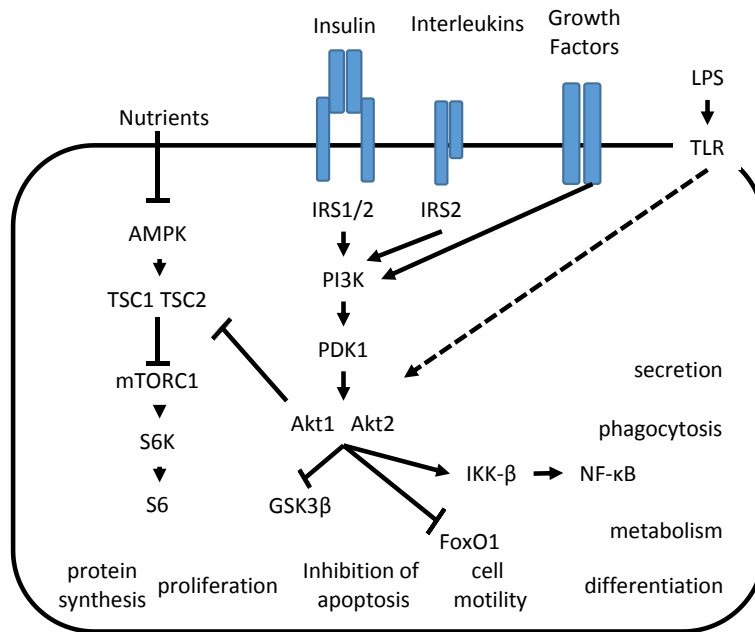 Insulin
Interleukins
Growth
Factors
LPS
Nutrients
TLR
IRS1/2
IRS2
AMPK
PI3K
TSC1 TSC2
PDK1
mTORC1
secretion
Akt1 Akt2
phagocytosis
S6K
IKK-β
NF-κB
S6
GSK3β
metabolism
FoxO1
protein
synthesis
proliferation
Inhibition of
apoptosis
cell
motility
differentiation